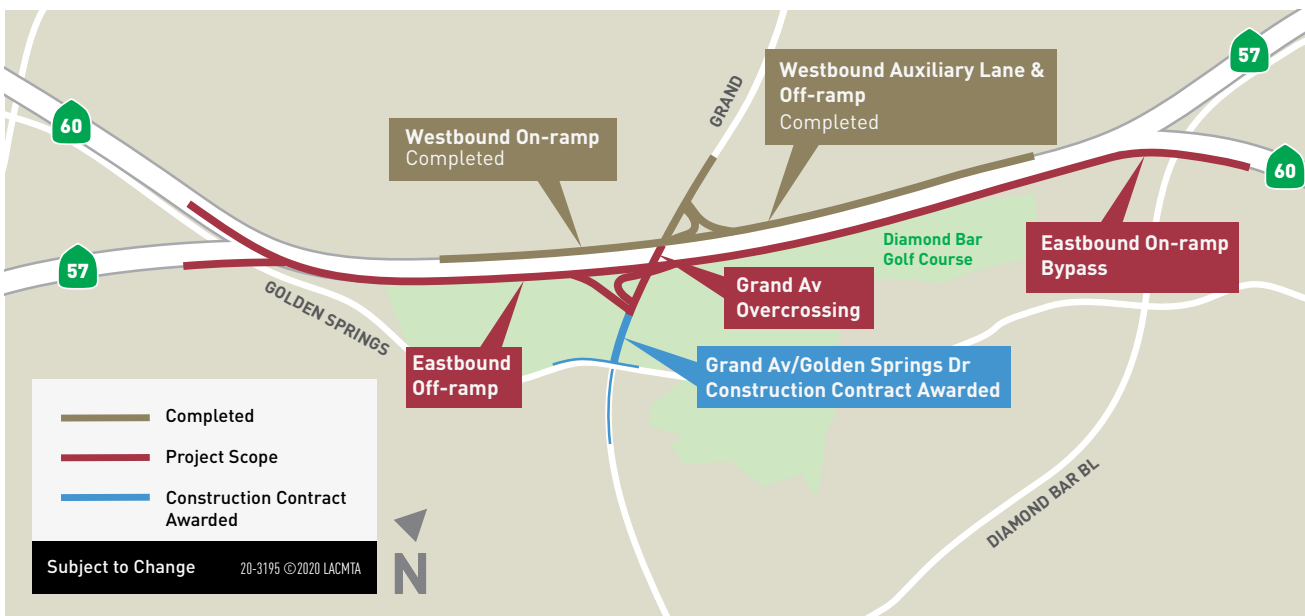 57
60
GRAND
Westbound Auxiliary Lane &
Off-ramp
Completed
Westbound On-ramp
Completed
60
57
Diamond Bar
Golf Course
Eastbound On-ramp
Bypass
GOLDEN SPRINGS
Grand Av
Overcrossing
Eastbound
Off-ramp
Grand Av/Golden Springs Dr
Construction Contract Awarded
DIAMOND BAR BL
Completed
Project Scope
Construction Contract
Awarded
N
Subject to Change
20-3195 ©2020 LACMTA